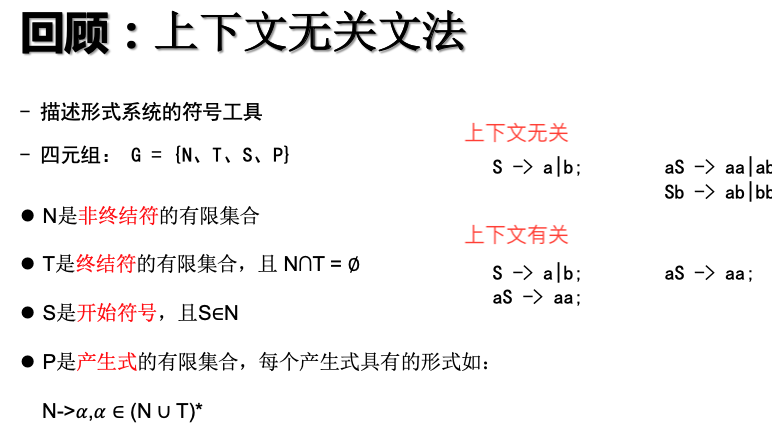 回顾：上下文无关文法
- 描述形式系统的符号工具
- 四元组： G = {N、T、S、P}
● N是非终结符的有限集合
● T是终结符的有限集合，且 N∩T = ∅
● S是开始符号，且S∈N
● P是产生式的有限集合，每个产生式具有的形式如：
N->𝛼,𝛼 ∈ (N ∪ T)*
上下文无关
S -> a|b; aS -> aa|ab
Sb -> ab|bb
上下文有关
S -> a|b; aS -> aa;
aS -> aa;